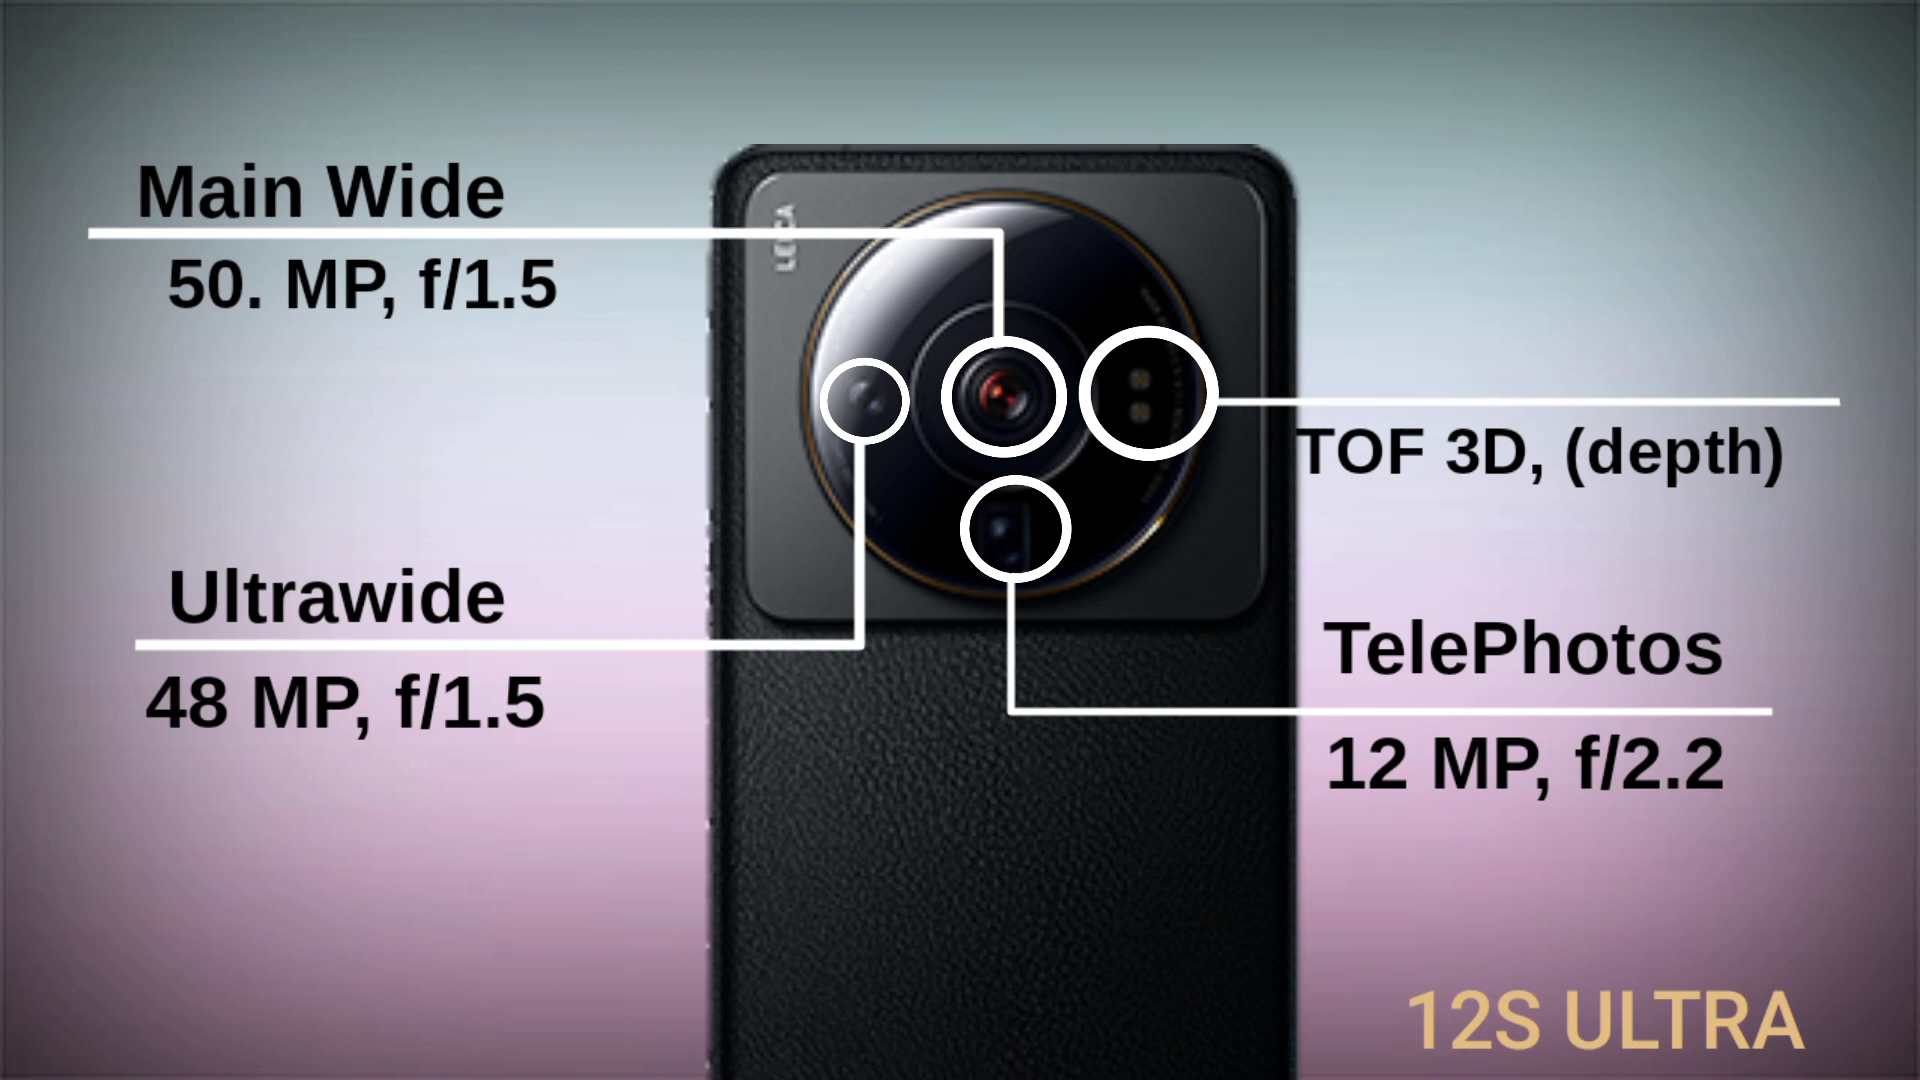 Main Wide
50. MP, f/1.5
LEICA
TOF 3D, (depth)
Ultrawide
48 MP, f/1.5
TelePhotos
12 MP, f/2.2
12S ULTRA